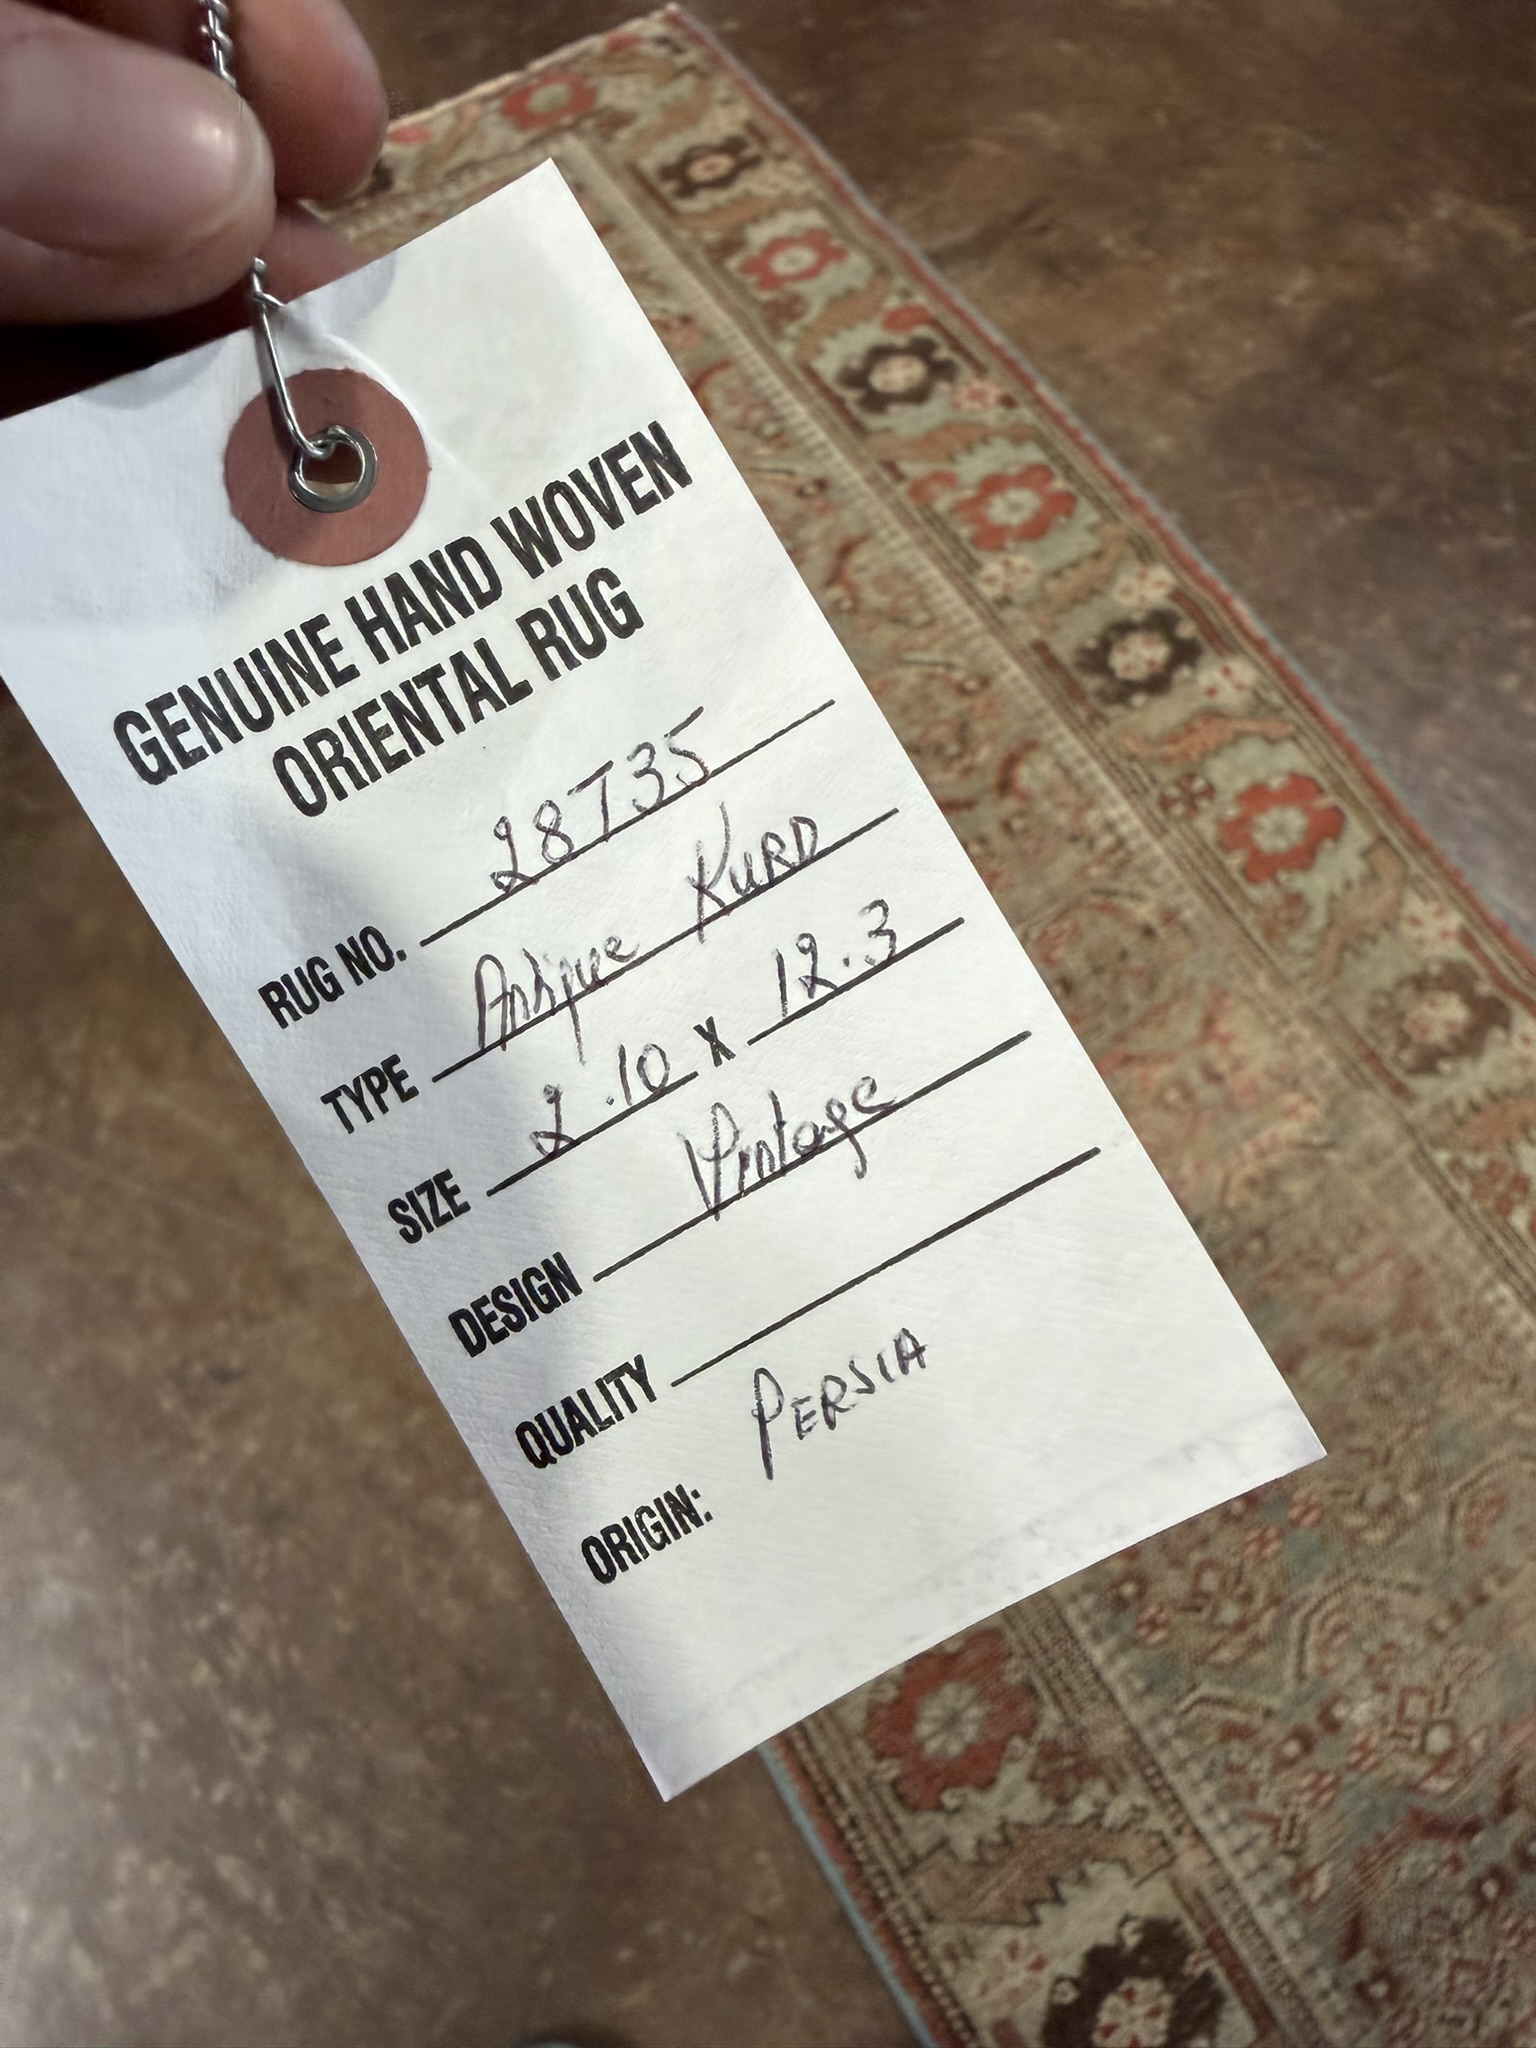 GENUINE HAND WOVEN
ORIENTAL RUG
RUG NO. 28735
TYPE Antique KURD
SIZE 2.10 X 12.3
DESIGN Vintage
QUALITY
ORIGIN: PERSIA